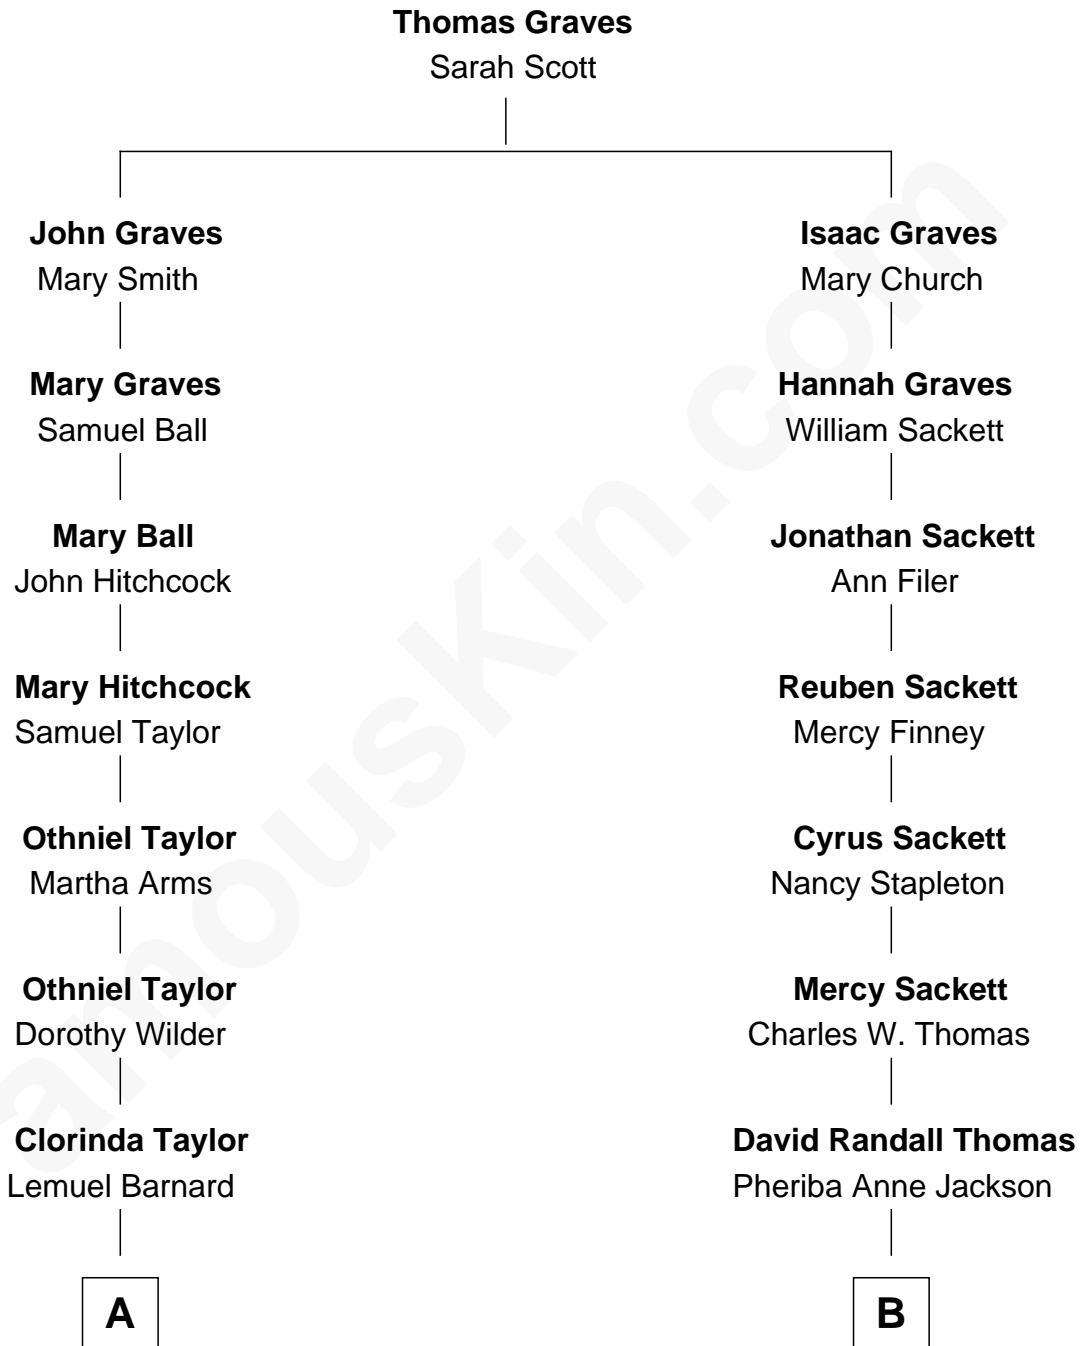 Thomas Graves
Sarah Scott
John Graves
Mary Smith
Isaac Graves
Mary Church
Mary Graves
Samuel Ball
Hannah Graves
William Sackett
Mary Ball
John Hitchcock
Jonathan Sackett
Ann Filer
Mary Hitchcock
Samuel Taylor
Reuben Sackett
Mercy Finney
Othniel Taylor
Martha Arms
Cyrus Sackett
Nancy Stapleton
Othniel Taylor
Dorothy Wilder
Mercy Sackett
Charles W. Thomas
Clorinda Taylor
Lemuel Barnard
David Randall Thomas
Pheriba Anne Jackson
A
B
amouskin.com